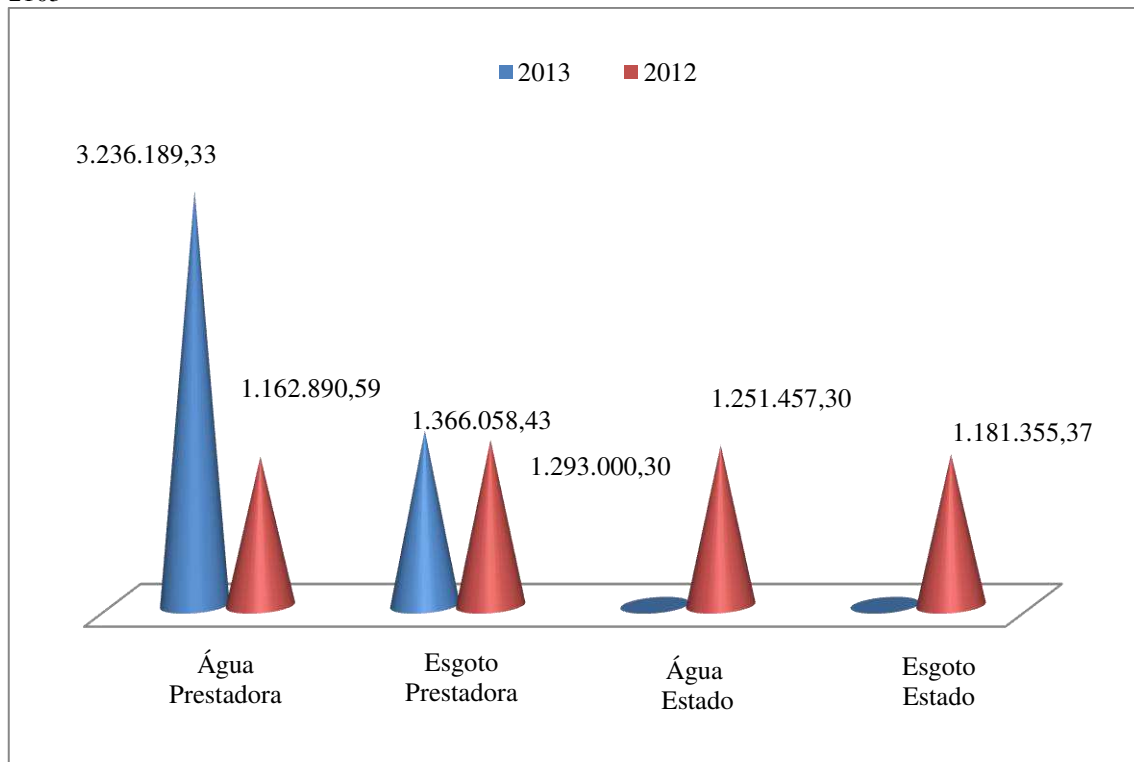 2013 2012
3.236.189,33
1.162.890,59
1.366.058,43
1.293.000,30
1.251.457,30
1.181.355,37
Água
Prestadora
Esgoto
Prestadora
Água
Estado
Esgoto
Estado